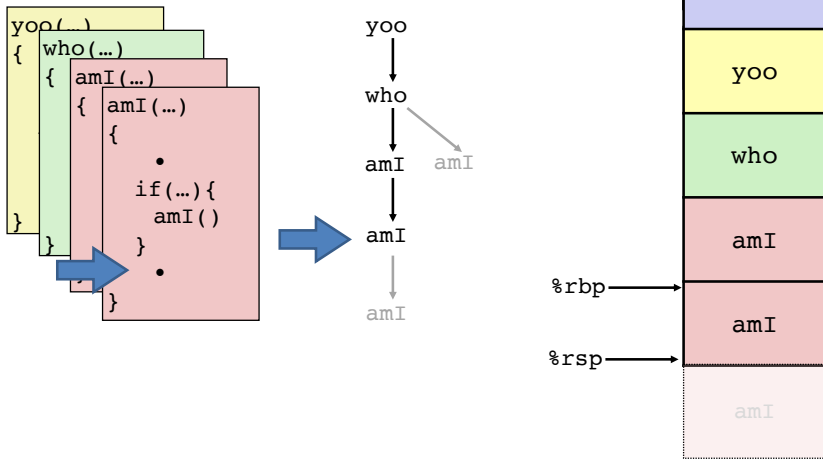 yoo(…)
{
}
who(…)
{
}
amI(…)
{
}
amI(…)
{
•
if(…){
amI()
}
•
}
yoo
who
amI
amI
amI
amI
yoo
who
amI
amI
amI
%rbp
%rsp